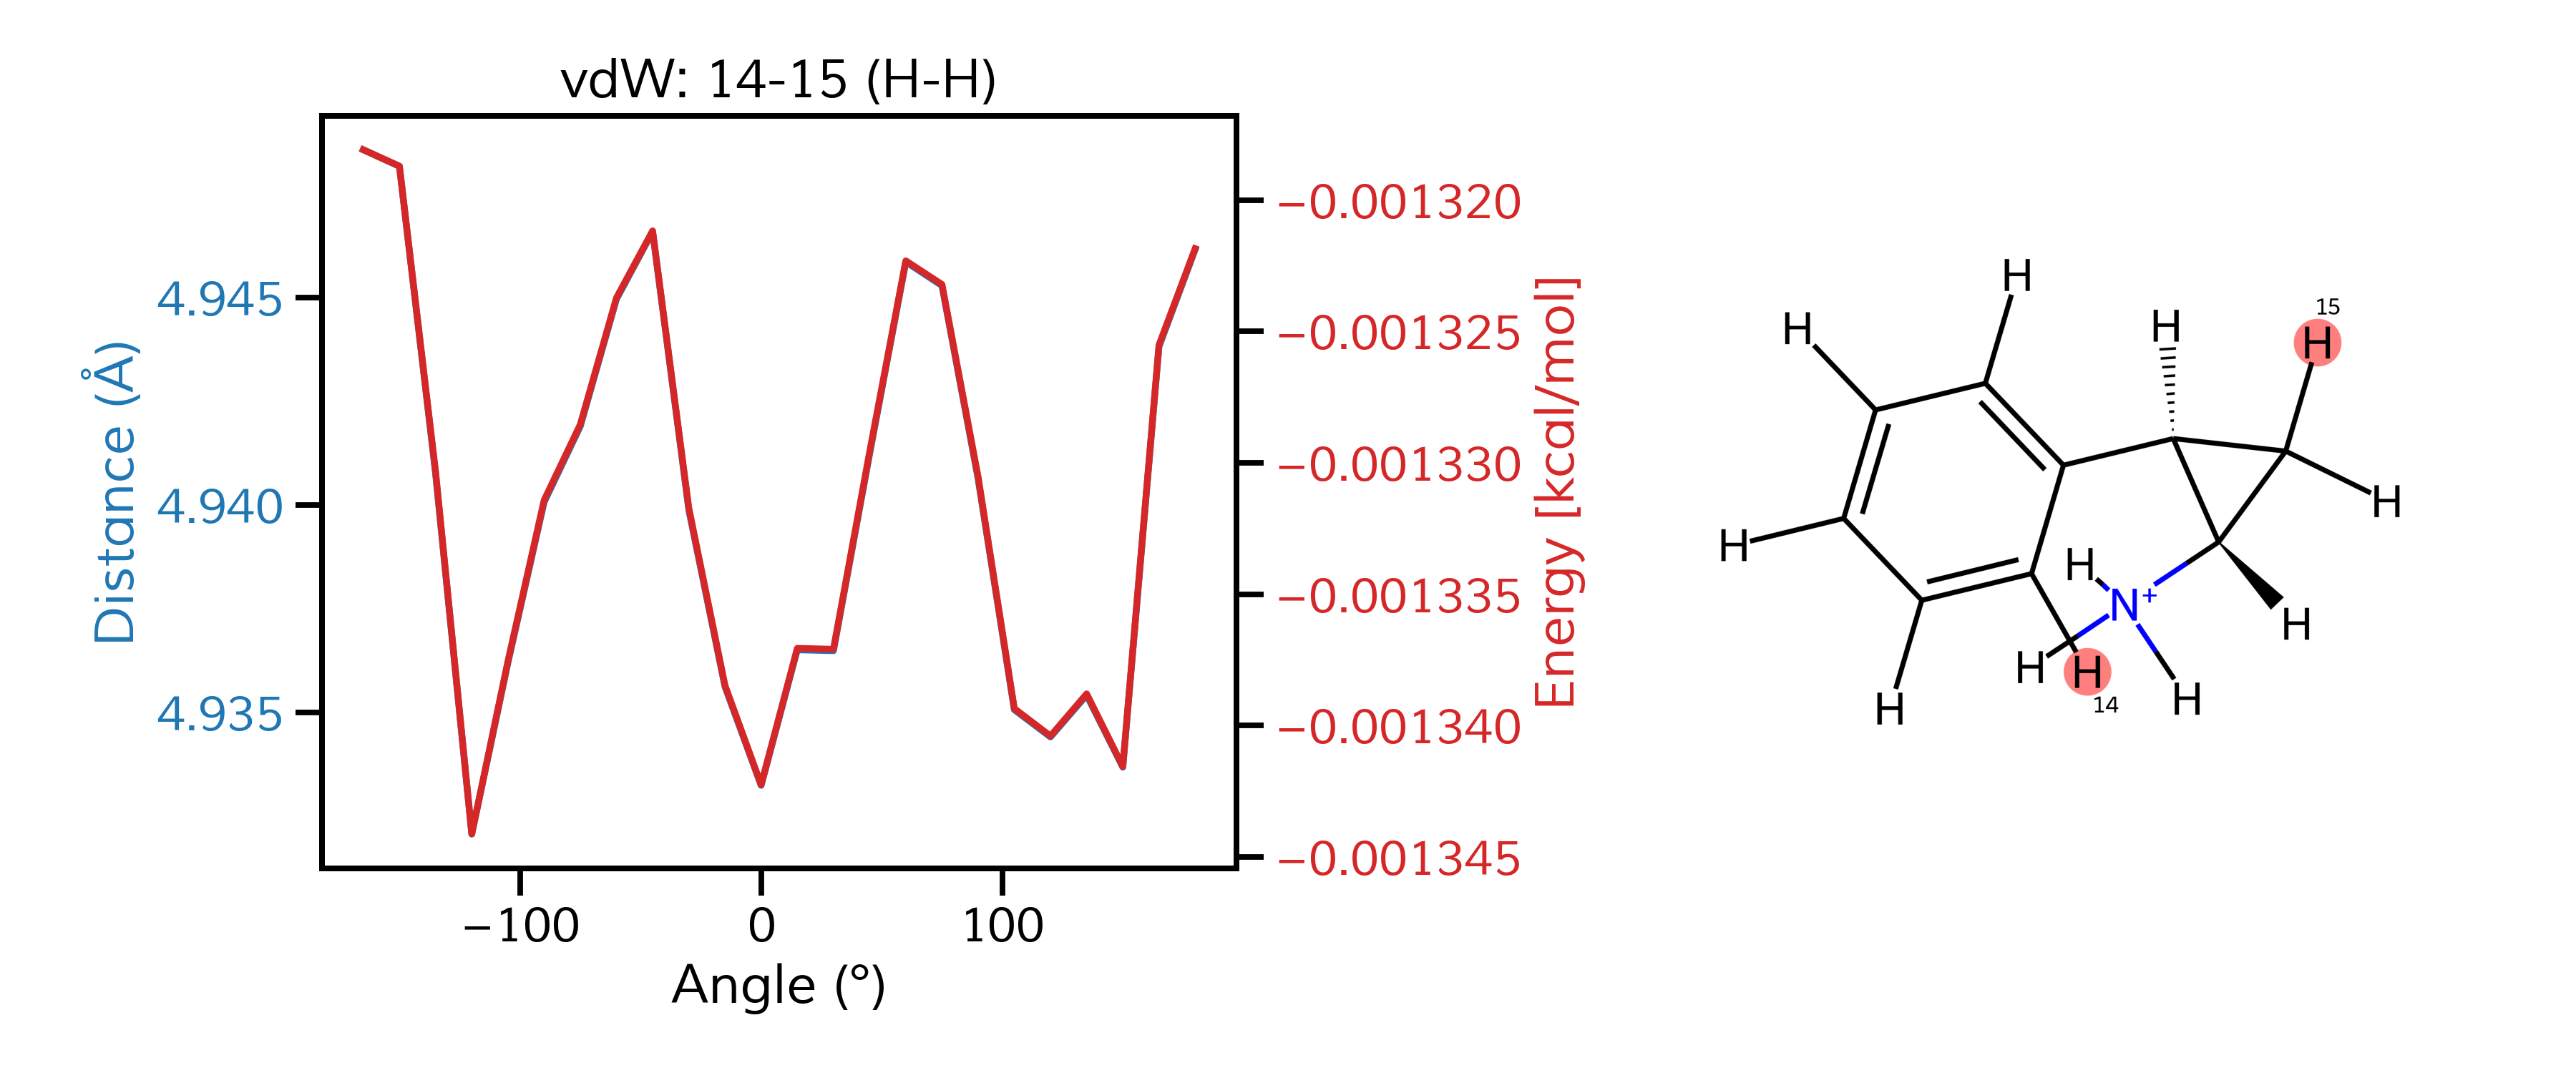 vdW: 14-15 (H-H)
Distance (Å)
4.945
4.940
4.935
−0.001320
−0.001325
−0.001330
−0.001335
−0.001340
−0.001345
Energy [kcal/mol]
−100 0 100
Angle (°)
H
15
H H H
H
H
H H
N+
H
H H
14
H
H